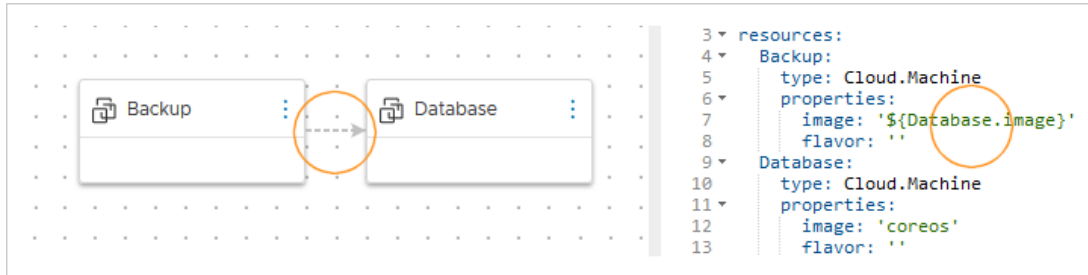 Backup
Database
3 resources:
4 Backup:
5 type: Cloud.Machine
6 properties:
7 image: '${Database.image}'
8 flavor: ''
9 Database:
10 type: Cloud.Machine
11 properties:
12 image: 'coreos'
13 flavor: ''